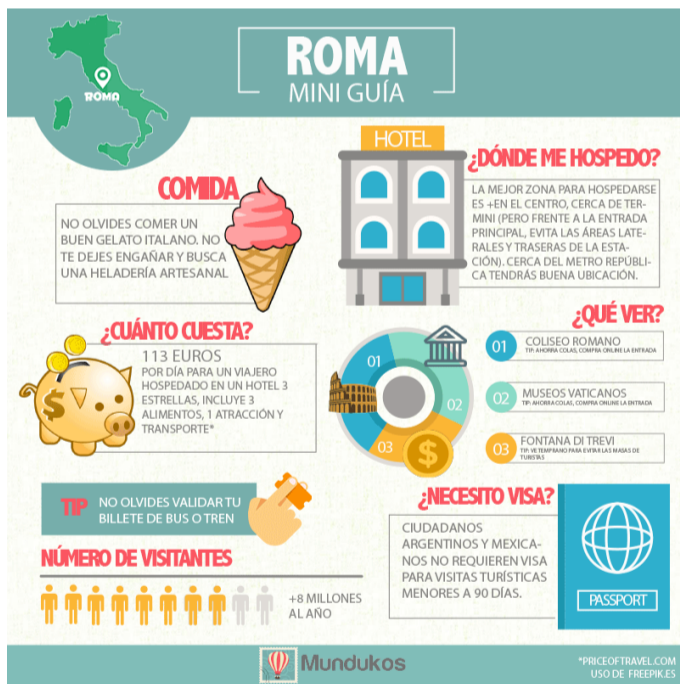 ROMA
MINI GUÍA
ROMA
COMIDA
NO OLVIDES COMER UN
BUEN GELATO ITALANO. NO
TE DEJES ENGAÑAR Y BUSCA
UNA HELADERÍA ARTESANAL
HOTEL
¿DÓNDE ME HOSPEDO?
LA MEJOR ZONA PARA HOSPEDARSE
ES +EN EL CENTRO, CERCA DE TER-
MINI (PERO FRENTE A LA ENTRADA
PRINCIPAL, EVITA LAS ÁREAS LATE-
RALES Y TRASERAS DE LA ESTA-
CIÓN). CERCA DEL METRO REPÚBLI-
CA TENDRÁS BUENA UBICACIÓN.
¿CUÁNTO CUESTA?
$
113 EUROS
POR DÍA PARA UN VIAJERO
HOSPEDADO EN UN HOTEL 3
ESTRELLAS, INCLUYE 3
ALIMENTOS, 1 ATRACCIÓN Y
TRANSPORTE*
¿QUÉ VER?
01
02
03
$
01 COLISEO ROMANO
TIP: AHORRA COLAS, COMPRA ONLINE LA ENTRADA
02 MUSEOS VATICANOS
TIP: AHORRA COLAS, COMPRA ONLINE LA ENTRADA
03 FONTANA DI TREVI
TIP: VE TEMPRANO PARA EVITAR LAS MASAS DE
TURISTAS
TIP NO OLVIDES VALIDAR TU
BILLETE DE BUS O TREN
NÚMERO DE VISITANTES
+8 MILLONES
AL AÑO
¿NECESITO VISA?
CIUDADANOS
ARGENTINOS Y MEXICA-
NOS NO REQUIEREN VISA
PARA VISITAS TURÍSTICAS
MENORES A 90 DÍAS.
PASSPORT
Mundukos
*PRICEOFTRAVEL.COM
USO DE FREEPIK.ES